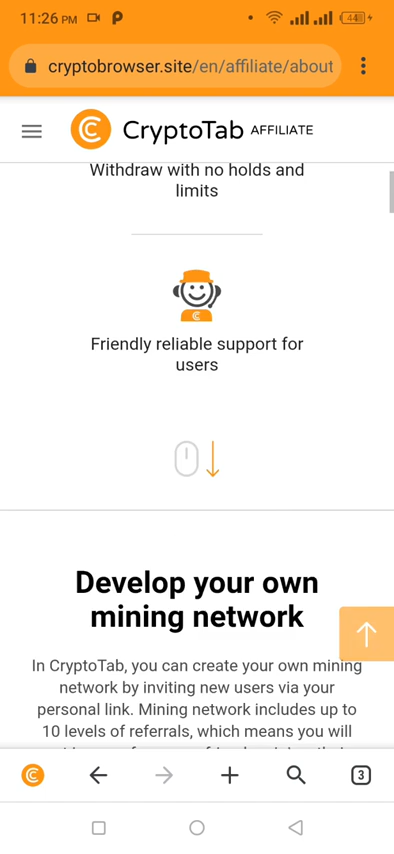 11:26 PM
44
cryptobrowser.site/en/affiliate/about
CryptoTab AFFILIATE
Withdraw with no holds and
limits
Friendly reliable support for
users
Develop your own
mining network
In CryptoTab, you can create your own mining
network by inviting new users via your
personal link. Mining network includes up to
10 levels of referrals, which means you will
3